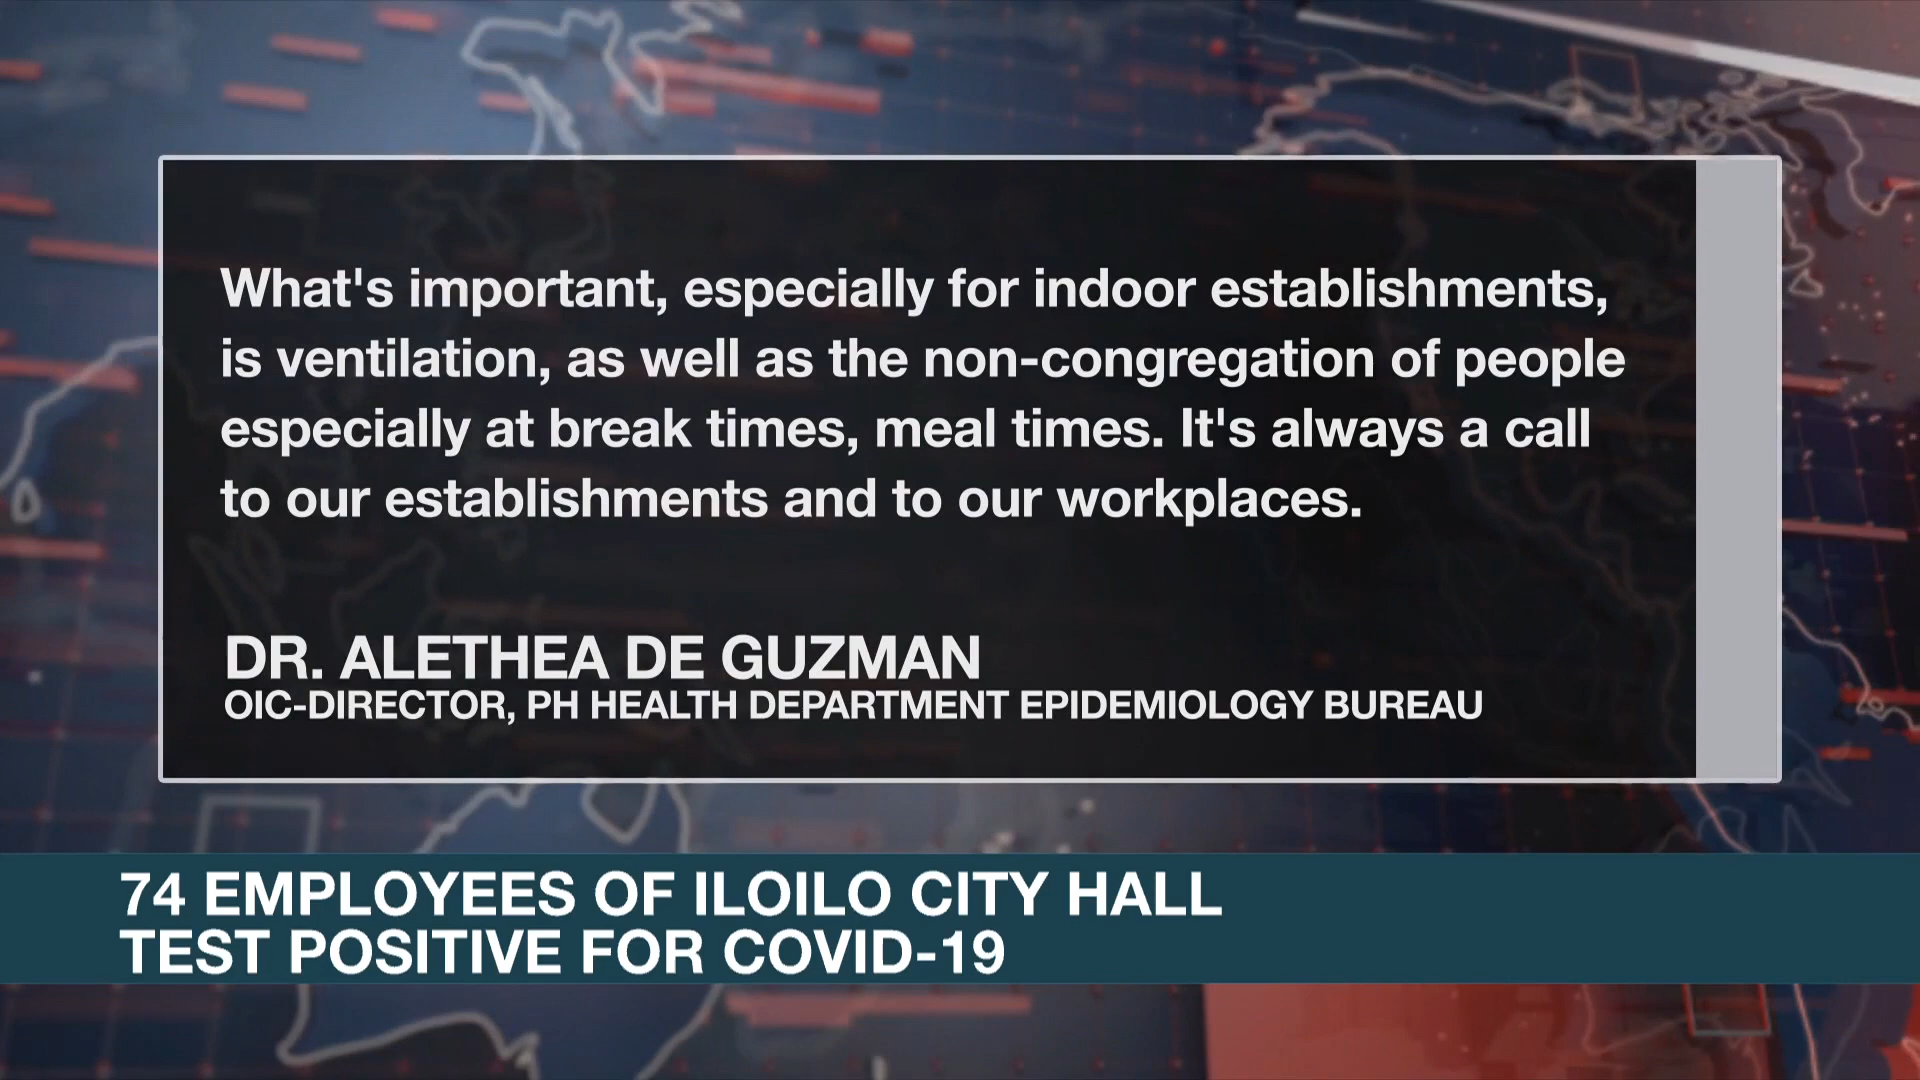 What's important, especially for indoor establishments,
is ventilation, as well as the non-congregation of people
especially at break times, meal times. It's always a call
to our establishments and to our workplaces.
DR. ALETHEA DE GUZMAN
OIC-DIRECTOR, PH HEALTH DEPARTMENT EPIDEMIOLOGY BUREAU
74 EMPLOYEES OF ILOILO CITY HALL
TEST POSITIVE FOR COVID-19